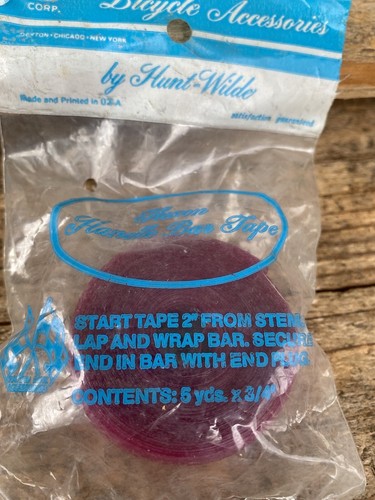 CORP.
Bicycle Accessories
DAYTON • CHICAGO • NEW YORK
by Hunt-Wilde
Made and Printed in U.S.A.
satisfaction guaranteed
Handle Bar Tape
START TAPE 2" FROM STEM
LAP AND WRAP BAR. SECURE
END IN BAR WITH END PLUG.
CONTENTS: 5 yds. x 3/4"